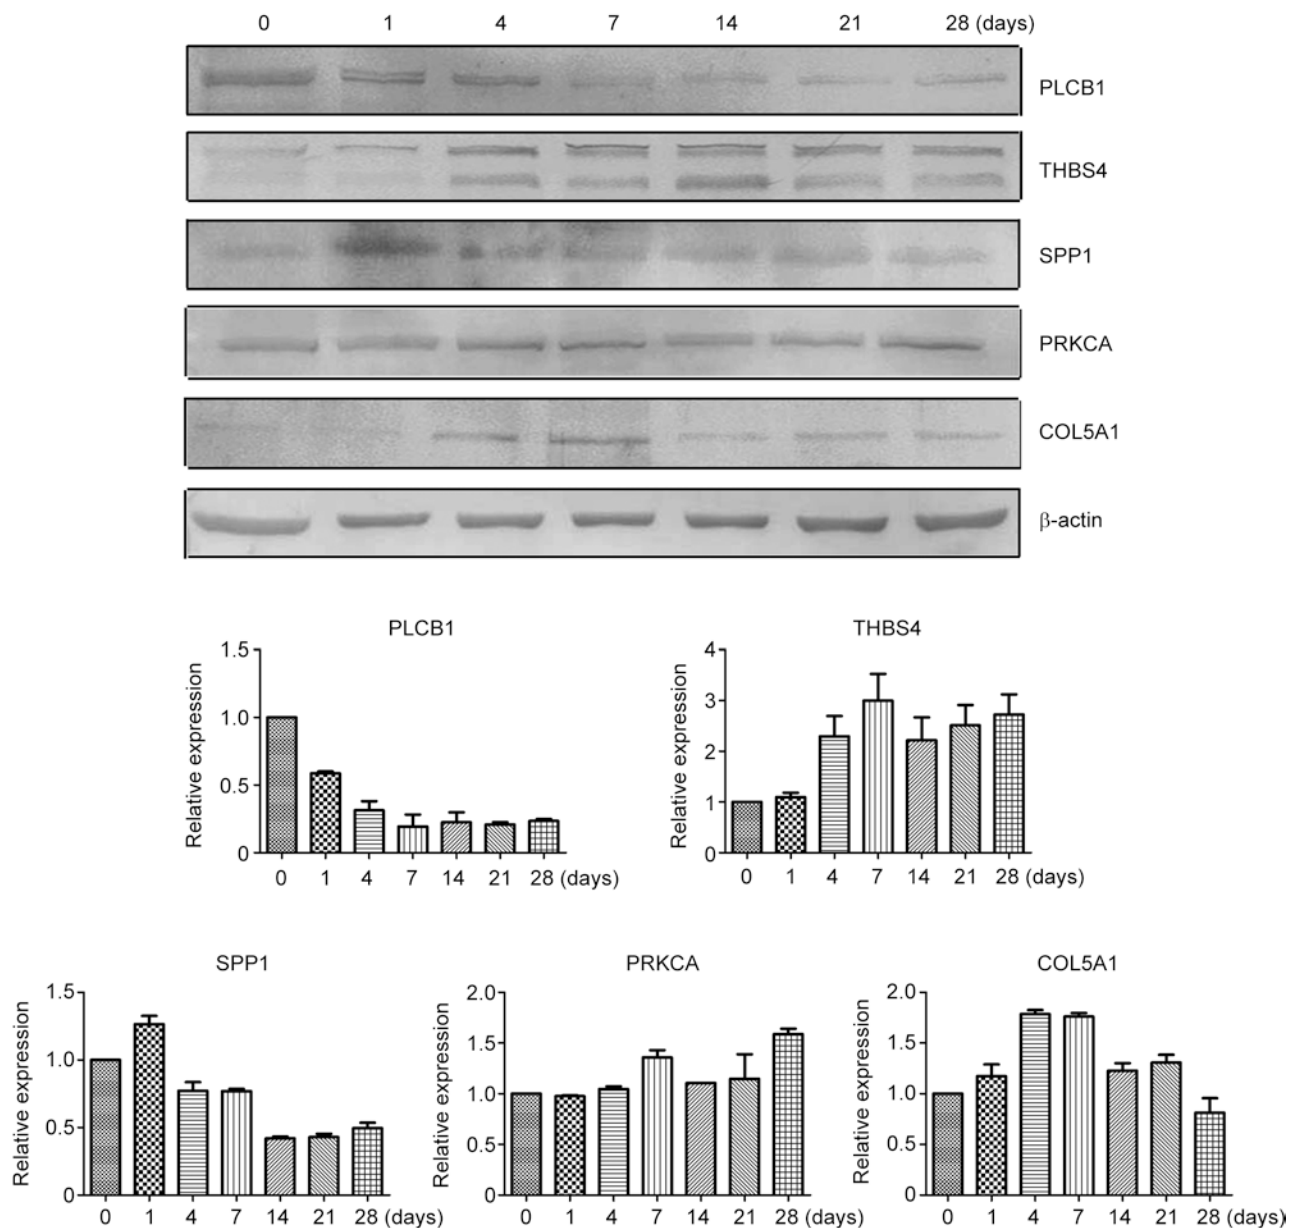 0 1 4 7 14 21 28 (days)
PLCB1
THBS4
SPP1
PRKCA
COL5A1
β-actin
PLCB1
Relative expression
1.5
1.0
0.5
0
0 1 4 7 14 21 28 (days)
THBS4
Relative expression
4
3
2
1
0
0 1 4 7 14 21 28 (days)
SPP1
Relative expression
1.5
1.0
0.5
0
0 1 4 7 14 21 28 (days)
PRKCA
Relative expression
2.0
1.5
1.0
0.5
0
0 1 4 7 14 21 28 (days)
COL5A1
Relative expression
2.0
1.5
1.0
0.5
0
0 1 4 7 14 21 28 (days)